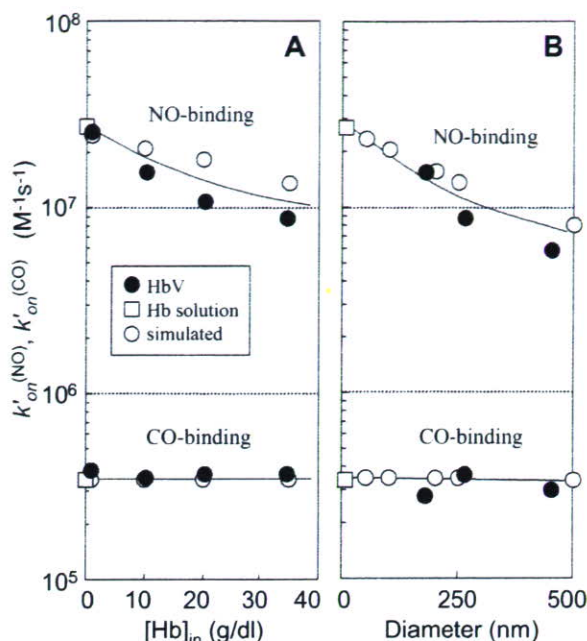 10⁸
A
B
NO-binding
NO-binding
10⁷
● HbV
□ Hb solution
○ simulated
k'on(NO), k'on(CO) (M⁻¹s⁻¹)
10⁶
CO-binding
CO-binding
10⁵
0 10 20 30 40
0 250 500
[Hb]in (g/dl)
Diameter (nm)